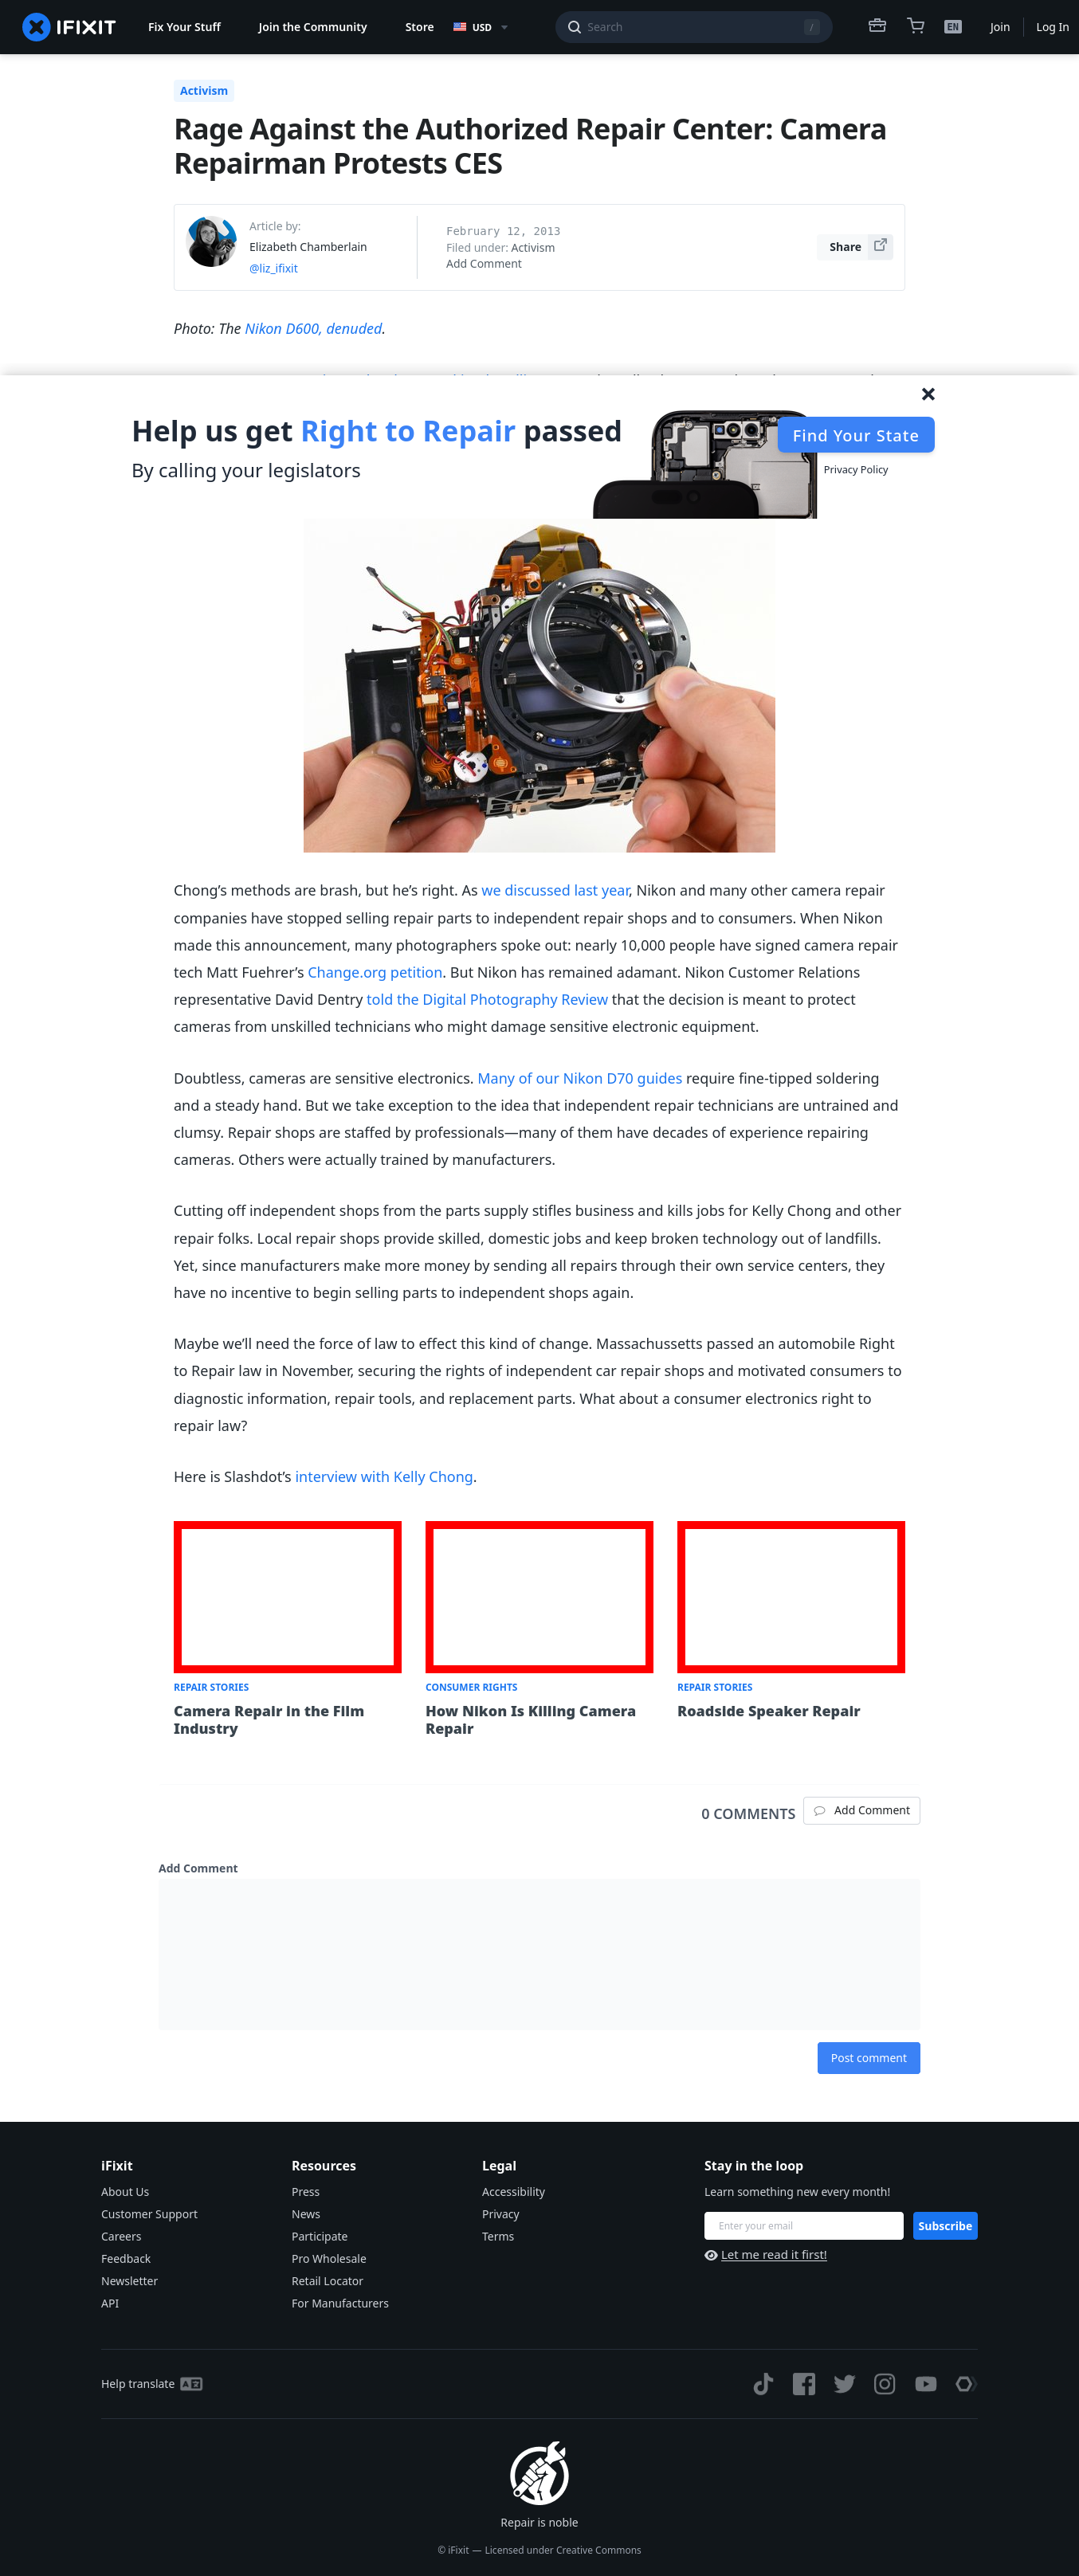 IFIXIT
Fix Your Stuff
Join the Community
Store
USD
Search
/
EN
Join
Log In
Activism
Rage Against the Authorized Repair Center: Camera
Repairman Protests CES
Article by:
Elizabeth Chamberlain
@liz_ifixit
February 12, 2013
Filed under: Activism
Add Comment
Share
Photo: The Nikon D600, denuded.
Help us get Right to Repair passed
By calling your legislators
Find Your State
Privacy Policy
Chong’s methods are brash, but he’s right. As we discussed last year, Nikon and many other camera repair
companies have stopped selling repair parts to independent repair shops and to consumers. When Nikon
made this announcement, many photographers spoke out: nearly 10,000 people have signed camera repair
tech Matt Fuehrer’s Change.org petition. But Nikon has remained adamant. Nikon Customer Relations
representative David Dentry told the Digital Photography Review that the decision is meant to protect
cameras from unskilled technicians who might damage sensitive electronic equipment.
Doubtless, cameras are sensitive electronics. Many of our Nikon D70 guides require fine-tipped soldering
and a steady hand. But we take exception to the idea that independent repair technicians are untrained and
clumsy. Repair shops are staffed by professionals—many of them have decades of experience repairing
cameras. Others were actually trained by manufacturers.
Cutting off independent shops from the parts supply stifles business and kills jobs for Kelly Chong and other
repair folks. Local repair shops provide skilled, domestic jobs and keep broken technology out of landfills.
Yet, since manufacturers make more money by sending all repairs through their own service centers, they
have no incentive to begin selling parts to independent shops again.
Maybe we’ll need the force of law to effect this kind of change. Massachussetts passed an automobile Right
to Repair law in November, securing the rights of independent car repair shops and motivated consumers to
diagnostic information, repair tools, and replacement parts. What about a consumer electronics right to
repair law?
Here is Slashdot’s interview with Kelly Chong.
REPAIR STORIES
Camera Repair in the Film
Industry
CONSUMER RIGHTS
How Nikon Is Killing Camera
Repair
REPAIR STORIES
Roadside Speaker Repair
0 COMMENTS
Add Comment
Add Comment
Post comment
iFixit
About Us
Customer Support
Careers
Feedback
Newsletter
API
Resources
Press
News
Participate
Pro Wholesale
Retail Locator
For Manufacturers
Legal
Accessibility
Privacy
Terms
Stay in the loop
Learn something new every month!
Enter your email
Subscribe
Let me read it first!
Help translate
Repair is noble
© iFixit — Licensed under Creative Commons